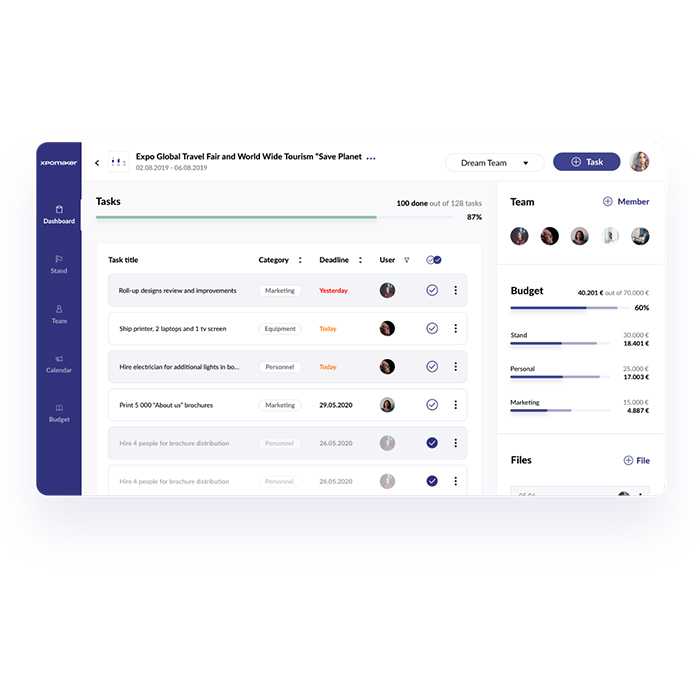 xpomaker
Expo Global Travel Fair and World Wide Tourism "Save Planet ...
02.08.2019 - 06.08.2019
Dream Team
Task
Dashboard
Stand
Team
Calendar
Budget
Tasks
100 done out of 128 tasks
87%
Task title Category Deadline User
Roll-up designs review and improvements Marketing Yesterday
Ship printer, 2 laptops and 1 tv screen Equipment Today
Hire electrician for additional lights in bo... Personnel Today
Print 5 000 "About us" brochures Marketing 29.05.2020
Hire 4 people for brochure distribution Personnel 26.05.2020
Hire 4 people for brochure distribution Personnel 26.05.2020
Team
Member
Budget
40.201 € out of 70.000 €
60%
Stand 30.000 €
18.401 €
Personal 25.000 €
17.003 €
Marketing 15.000 €
4.887 €
Files
File